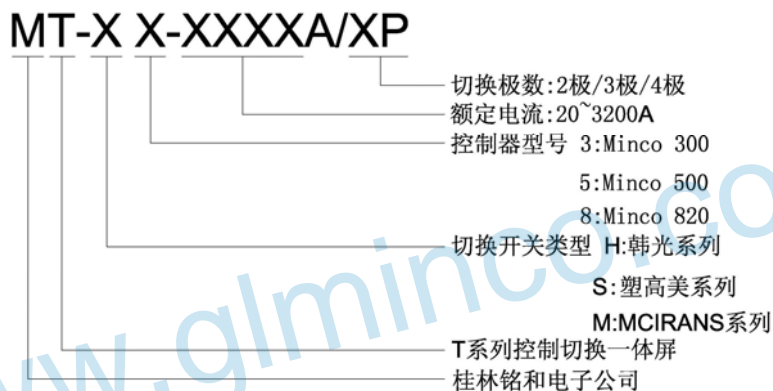 MT-X X-XXXXA/XP
切换极数:2极/3极/4极
额定电流:20~3200A
控制器型号 3:Minco 300
5:Minco 500
8:Minco 820
切换开关类型 H:韩光系列
S:塑高美系列
M:MCIRANS系列
T系列控制切换一体屏
桂林铭和电子公司
www.glminco.co